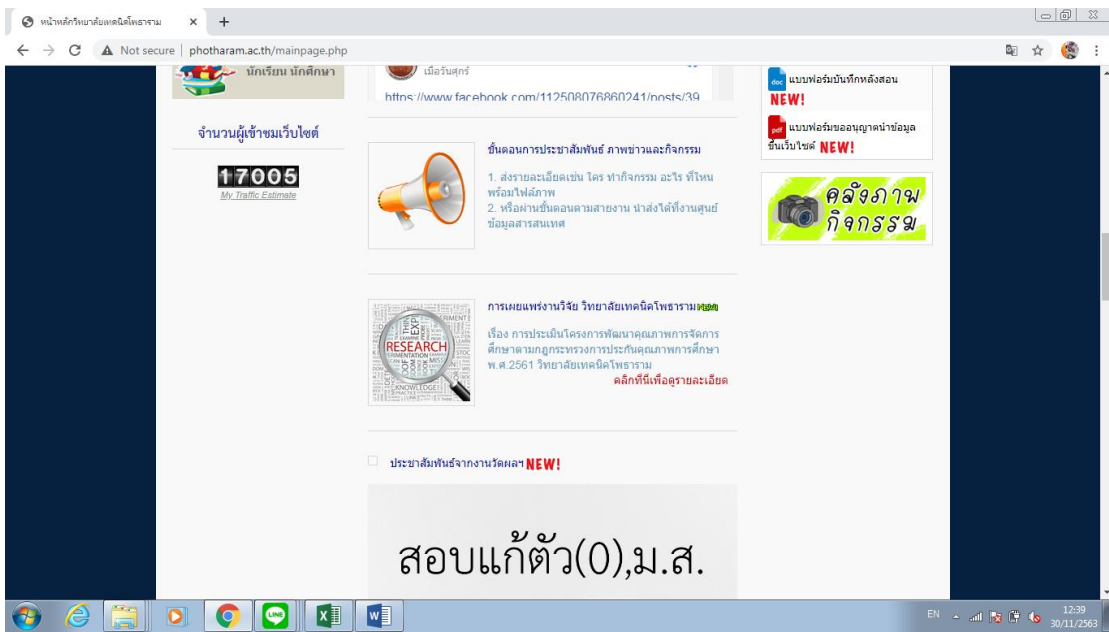 หน้าหลักวิทยาลัยเทคนิคโพธาราม
Not secure | photharam.ac.th/mainpage.php
นักเรียน นักศึกษา
จำนวนผู้เข้าชมเว็บไซต์
17005
My Traffic Estimate
เมื่อวันศุกร์
https://www.facebook.com/112508076860241/posts/39
ขั้นตอนการประชาสัมพันธ์ ภาพข่าวและกิจกรรม
1. ส่งรายละเอียดเช่น ใคร ทำกิจกรรม อะไร ที่ไหน
พร้อมไฟล์ภาพ
2. หรือผ่านขั้นตอนตามสายงาน นำส่งได้ที่งานศูนย์
ข้อมูลสารสนเทศ
RESEARCH
KNOWLEDGE
การเผยแพร่งานวิจัย วิทยาลัยเทคนิคโพธาราม NEW!
เรื่อง การประเมินโครงการพัฒนาคุณภาพการจัดการ
ศึกษาตามกฎกระทรวงการประกันคุณภาพการศึกษา
พ.ศ.2561 วิทยาลัยเทคนิคโพธาราม
คลิกที่นี่เพื่อดูรายละเอียด
ประชาสัมพันธ์จากงานวัดผลฯ NEW!
สอบแก้ตัว(0),ม.ส.
doc แบบฟอร์มบันทึกหลังสอน
NEW!
pdf แบบฟอร์มขออนุญาตนำข้อมูล
ขึ้นเว็บไซต์ NEW!
คลังภาพ
กิจกรรม
LINE
EN
12:39
30/11/2563